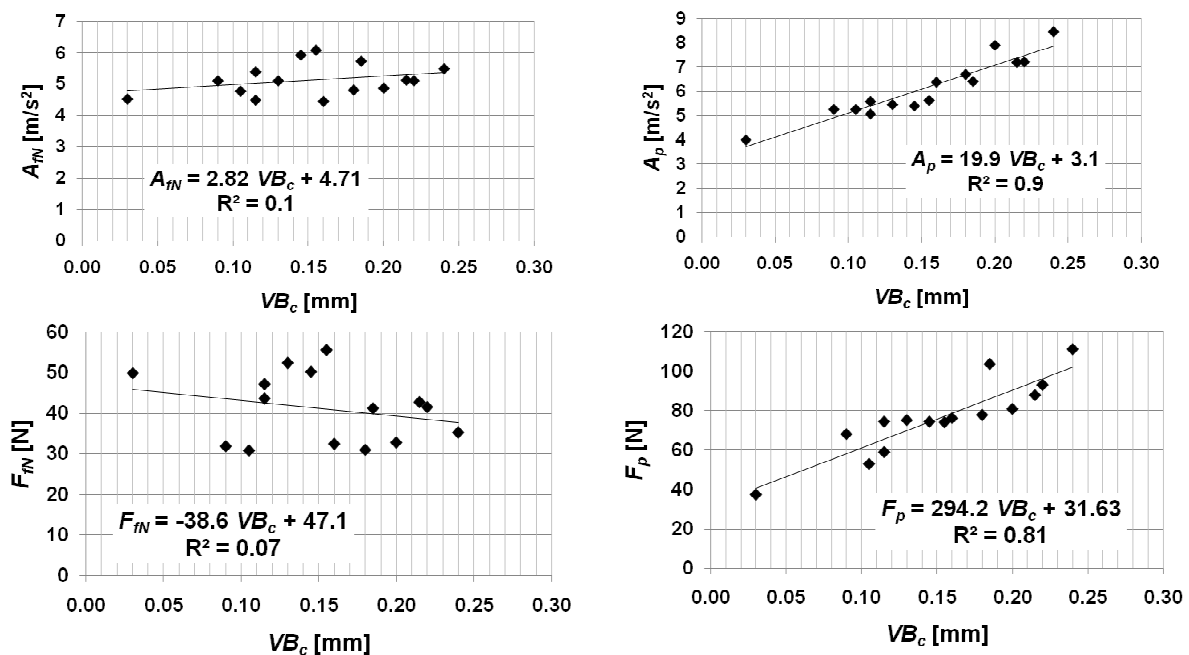 7
6
5
4
3
2
1
0
A_fN [m/s²]
A_fN = 2.82 VB_c + 4.71
R² = 0.1
0.00 0.05 0.10 0.15 0.20 0.25 0.30
VB_c [mm]
9
8
7
6
5
4
3
2
1
0
A_p [m/s²]
A_p = 19.9 VB_c + 3.1
R² = 0.9
0.00 0.05 0.10 0.15 0.20 0.25 0.30
VB_c [mm]
60
50
40
30
20
10
0
F_fN [N]
F_fN = -38.6 VB_c + 47.1
R² = 0.07
0.00 0.05 0.10 0.15 0.20 0.25 0.30
VB_c [mm]
120
100
80
60
40
20
0
F_p [N]
F_p = 294.2 VB_c + 31.63
R² = 0.81
0.00 0.05 0.10 0.15 0.20 0.25 0.30
VB_c [mm]